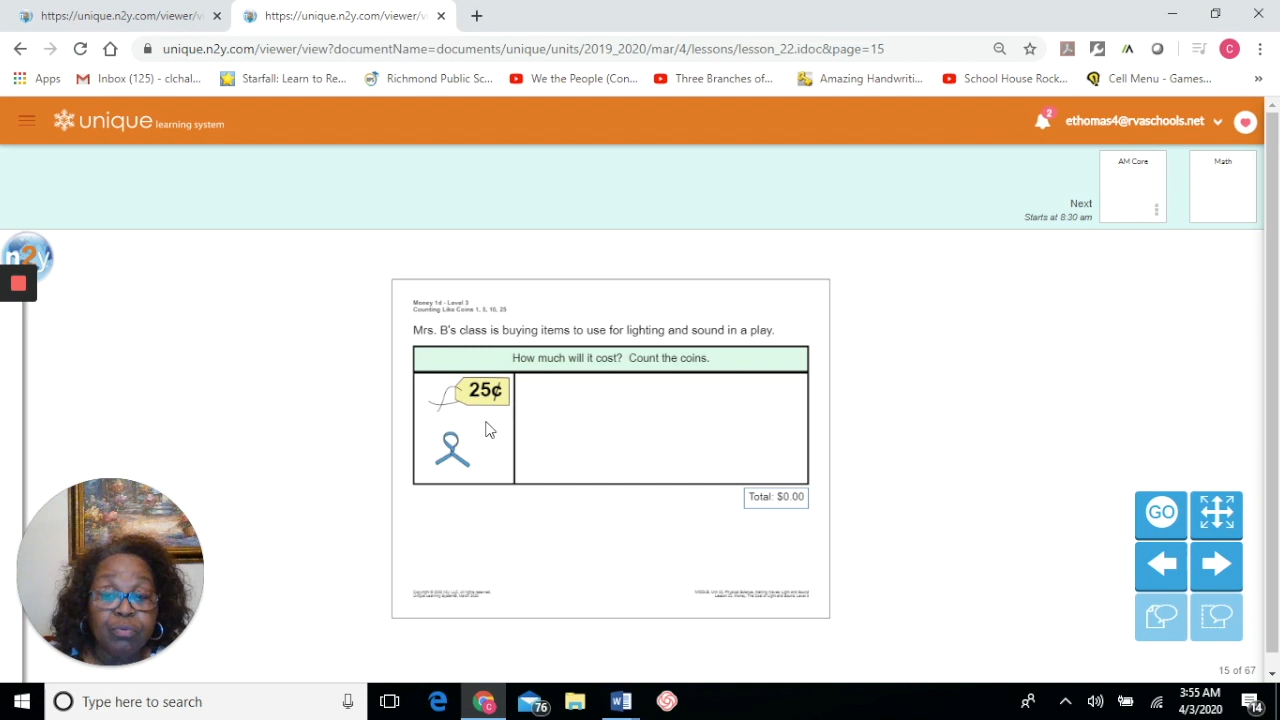 https://unique.n2y.com/viewer/vi
https://unique.n2y.com/viewer/v
unique.n2y.com/viewer/view?documentName=documents/unique/units/2019_2020/mar/4/lessons/lesson_22.idoc&page=15
Apps Inbox (125) - clchal... Starfall: Learn to Re... Richmond Public Sc... We the People (Con... Three Branches of... Amazing Handwriti... School House Rock... Cell Menu - Games... »
unique learning system
2
ethomas4@rvaschools.net
AM Core
Math
Next
Starts at 8:30 am
n2y
Money 1d - Level 3
Counting Like Coins 1, 5, 10, 25
Mrs. B's class is buying items to use for lighting and sound in a play.
How much will it cost? Count the coins.
25¢
Total: $0.00
GO
15 of 67
Type here to search
76
3:55 AM
4/3/2020
14